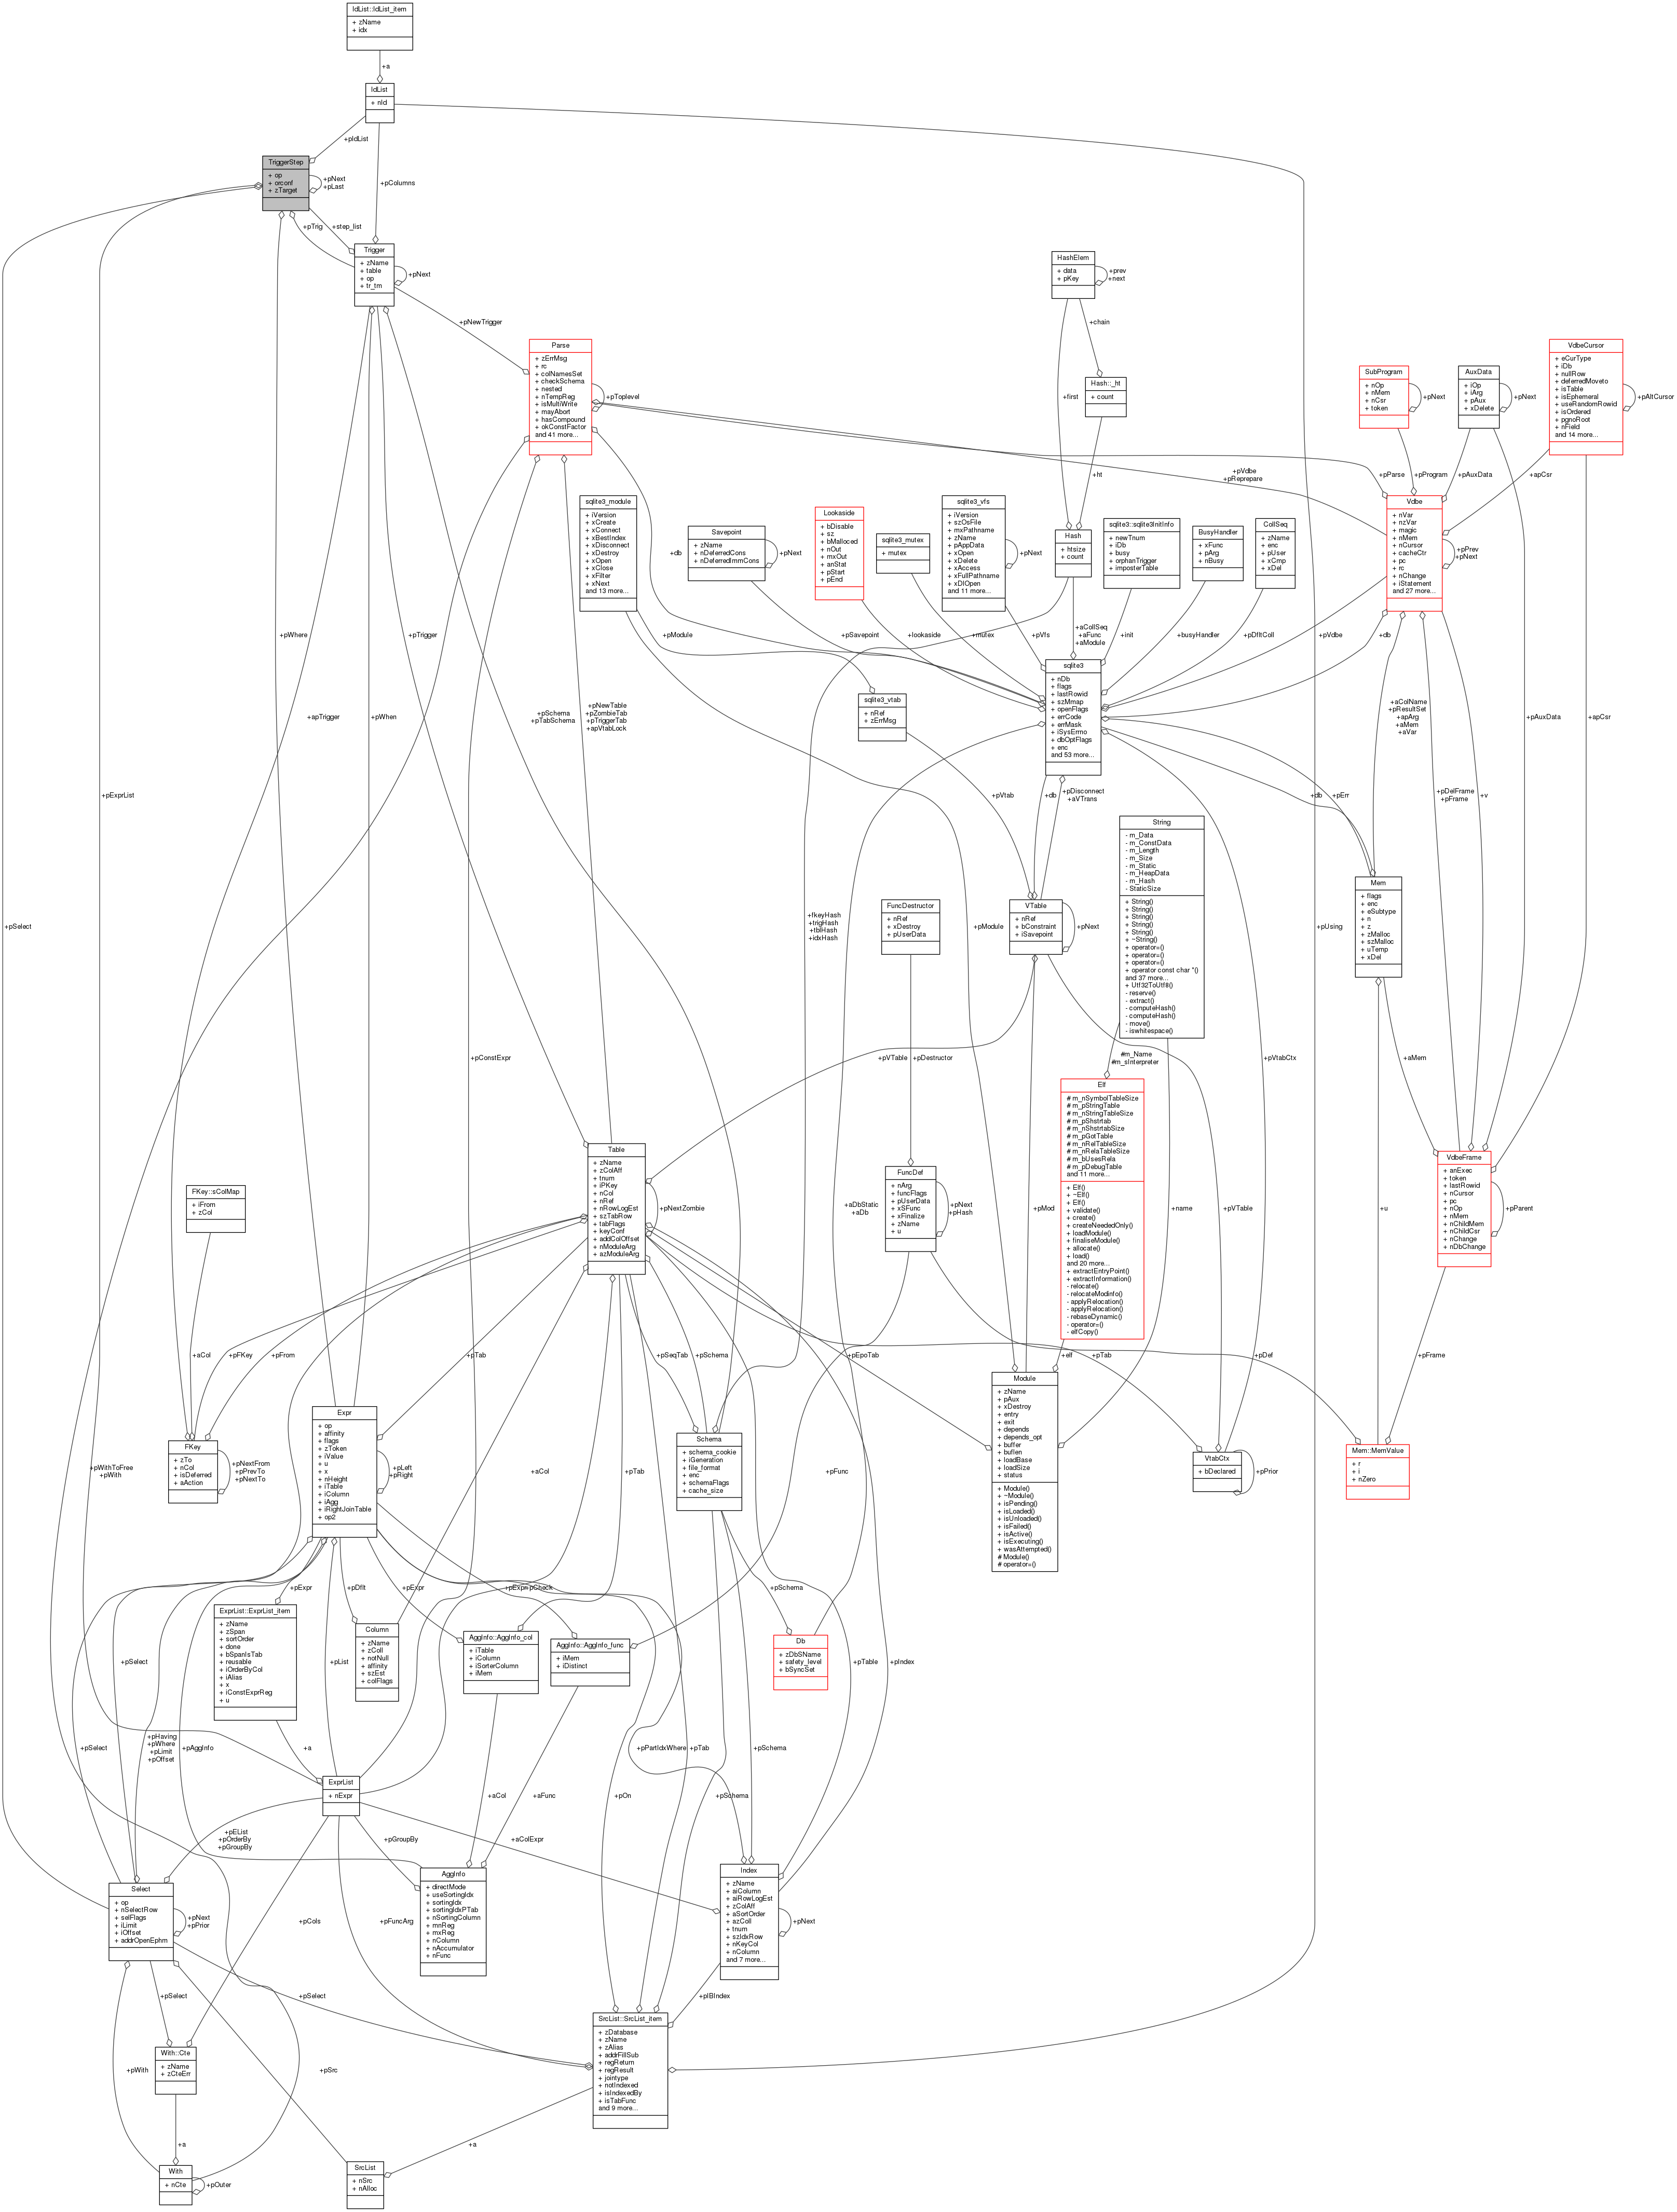 IdList::IdList_item
+ zName
+ idx
+a
IdList
+ nId
+pIdList
TriggerStep
+ op
+ orconf
+ zTarget
+pNext
+pLast
+pColumns
+pTrig
+step_list
Trigger
+ zName
+ table
+ op
+ tr_tm
+pNext
HashElem
+ data
+ pKey
+prev
+next
+pNewTrigger
+chain
Parse
+ zErrMsg
+ rc
+ colNamesSet
+ checkSchema
+ nested
+ nTempReg
+ isMultiWrite
+ mayAbort
+ hasCompound
+ okConstFactor
and 41 more...
+pToplevel
+first
Hash::_ht
+ count
SubProgram
+ nOp
+ nMem
+ nCsr
+ token
+pNext
AuxData
+ iOp
+ iArg
+ pAux
+ xDelete
+pNext
VdbeCursor
+ eCurType
+ iDb
+ nullRow
+ deferredMoveto
+ isTable
+ isEphemeral
+ useRandomRowid
+ isOrdered
+ pgnoRoot
+ nField
and 14 more...
+pAltCursor
+ht
+pVdbe
+pReprepare
+pParse
+pProgram
+pAuxData
+apCsr
sqlite3_module
+ iVersion
+ xCreate
+ xConnect
+ xBestIndex
+ xDisconnect
+ xDestroy
+ xOpen
+ xClose
+ xFilter
+ xNext
and 13 more...
+db
Savepoint
+ zName
+ nDeferredCons
+ nDeferredImmCons
+pNext
Lookaside
+ bDisable
+ sz
+ bMalloced
+ nOut
+ mxOut
+ anStat
+ pStart
+ pEnd
sqlite3_mutex
+ mutex
sqlite3_vfs
+ iVersion
+ szOsFile
+ mxPathname
+ zName
+ pAppData
+ xOpen
+ xDelete
+ xAccess
+ xFullPathname
+ xDlOpen
and 11 more...
+pNext
Hash
+ htsize
+ count
sqlite3::sqlite3InitInfo
+ newTnum
+ iDb
+ busy
+ orphanTrigger
+ imposterTable
BusyHandler
+ xFunc
+ pArg
+ nBusy
CollSeq
+ zName
+ enc
+ pUser
+ xCmp
+ xDel
Vdbe
+ nVar
+ nzVar
+ magic
+ nMem
+ nCursor
+ cacheCtr
+ pc
+ rc
+ nChange
+ iStatement
and 27 more...
+pPrev
+pNext
+pWhere
+pTrigger
+pModule
+pSavepoint
+lookaside
+mutex
+pVfs
+aCollSeq
+aFunc
+aModule
+init
+busyHandler
+pDfltColl
+pVdbe
+db
sqlite3
+ nDb
+ flags
+ lastRowid
+ szMmap
+ openFlags
+ errCode
+ errMask
+ iSysErrno
+ dbOptFlags
+ enc
and 53 more...
sqlite3_vtab
+ nRef
+ zErrMsg
+apTrigger
+pWhen
+pSchema
+pTabSchema
+pNewTable
+pZombieTab
+pTriggerTab
+apVtabLock
+aColName
+pResultSet
+apArg
+aMem
+aVar
+pAuxData
+apCsr
+pExprList
+pVtab
+db
+pDisconnect
+aVTrans
+db
+pErr
+pDelFrame
+pFrame
+v
String
- m_Data
- m_ConstData
- m_Length
- m_Size
- m_Static
- m_HeapData
- m_Hash
- StaticSize
+ String()
+ String()
+ String()
+ String()
+ String()
+ ~String()
+ operator=()
+ operator=()
+ operator=()
+ operator const char *()
and 37 more...
+ Utf32ToUtf8()
- reserve()
- extract()
- computeHash()
- computeHash()
- move()
- iswhitespace()
Mem
+ flags
+ enc
+ eSubtype
+ n
+ z
+ zMalloc
+ szMalloc
+ uTemp
+ xDel
+pSelect
+fkeyHash
+trigHash
+tblHash
+idxHash
FuncDestructor
+ nRef
+ xDestroy
+ pUserData
+pModule
VTable
+ nRef
+ bConstraint
+ iSavepoint
+pNext
+pUsing
+pConstExpr
+pVTable
+pDestructor
#m_Name
#m_sInterpreter
+pVtabCtx
+aMem
Elf
# m_nSymbolTableSize
# m_pStringTable
# m_nStringTableSize
# m_pShstrtab
# m_nShstrtabSize
# m_pGotTable
# m_nRelTableSize
# m_nRelaTableSize
# m_bUsesRela
# m_pDebugTable
and 11 more...
+ Elf()
+ ~Elf()
+ Elf()
+ validate()
+ create()
+ createNeededOnly()
+ loadModule()
+ finaliseModule()
+ allocate()
+ load()
and 20 more...
+ extractEntryPoint()
+ extractInformation()
- relocate()
- relocateModinfo()
- applyRelocation()
- applyRelocation()
- rebaseDynamic()
- operator=()
- elfCopy()
Table
+ zName
+ zColAff
+ tnum
+ iPKey
+ nCol
+ nRef
+ nRowLogEst
+ szTabRow
+ tabFlags
+ keyConf
+ addColOffset
+ nModuleArg
+ azModuleArg
+pNextZombie
FKey::sColMap
+ iFrom
+ zCol
FuncDef
+ nArg
+ funcFlags
+ pUserData
+ xSFunc
+ xFinalize
+ zName
+ u
+pNext
+pHash
+aDbStatic
+aDb
+pMod
+name
+pVTable
+u
VdbeFrame
+ anExec
+ token
+ lastRowid
+ nCursor
+ pc
+ nOp
+ nMem
+ nChildMem
+ nChildCsr
+ nChange
+ nDbChange
+pParent
+aCol
+pFKey
+pFrom
+pTab
+pSeqTab
+pSchema
+pEpoTab
+elf
+pTab
+pDef
+pFrame
Module
+ zName
+ pAux
+ xDestroy
+ entry
+ exit
+ depends
+ depends_opt
+ buffer
+ buflen
+ loadBase
+ loadSize
+ status
+ Module()
+ ~Module()
+ isPending()
+ isLoaded()
+ isUnloaded()
+ isFailed()
+ isActive()
+ isExecuting()
+ wasAttempted()
# Module()
# operator=()
Expr
+ op
+ affinity
+ flags
+ zToken
+ iValue
+ u
+ x
+ nHeight
+ iTable
+ iColumn
+ iAgg
+ iRightJoinTable
+ op2
+pLeft
+pRight
FKey
+ zTo
+ nCol
+ isDeferred
+ aAction
+pNextFrom
+pPrevTo
+pNextTo
Schema
+ schema_cookie
+ iGeneration
+ file_format
+ enc
+ schemaFlags
+ cache_size
VtabCtx
+ bDeclared
+pPrior
Mem::MemValue
+ r
+ i
+ nZero
+pWithToFree
+pWith
+aCol
+pTab
+pFunc
+pExpr
+pDflt
+pExpr
+pExpr
+pCheck
+pSchema
ExprList::ExprList_item
+ zName
+ zSpan
+ sortOrder
+ done
+ bSpanIsTab
+ reusable
+ iOrderByCol
+ iAlias
+ x
+ iConstExprReg
+ u
Column
+ zName
+ zColl
+ notNull
+ affinity
+ szEst
+ colFlags
AggInfo::AggInfo_col
+ iTable
+ iColumn
+ iSorterColumn
+ iMem
AggInfo::AggInfo_func
+ iMem
+ iDistinct
Db
+ zDbSName
+ safety_level
+ bSyncSet
+pSelect
+pList
+pTable
+pIndex
+pSelect
+pHaving
+pWhere
+pLimit
+pOffset
+pAggInfo
+a
+pPartIdxWhere
+pTab
+pSchema
ExprList
+ nExpr
+aCol
+aFunc
+pOn
+pSchema
+pEList
+pOrderBy
+pGroupBy
+pGroupBy
+aColExpr
Select
+ op
+ nSelectRow
+ selFlags
+ iLimit
+ iOffset
+ addrOpenEphm
+pNext
+pPrior
AggInfo
+ directMode
+ useSortingIdx
+ sortingIdx
+ sortingIdxPTab
+ nSortingColumn
+ mnReg
+ mxReg
+ nColumn
+ nAccumulator
+ nFunc
Index
+ zName
+ aiColumn
+ aiRowLogEst
+ zColAff
+ aSortOrder
+ azColl
+ tnum
+ szIdxRow
+ nKeyCol
+ nColumn
and 7 more...
+pNext
+pCols
+pFuncArg
+pSelect
+pSelect
+pIBIndex
SrcList::SrcList_item
+ zDatabase
+ zName
+ zAlias
+ addrFillSub
+ regReturn
+ regResult
+ jointype
+ notIndexed
+ isIndexedBy
+ isTabFunc
and 9 more...
With::Cte
+ zName
+ zCteErr
+pWith
+pSrc
+a
+a
With
+ nCte
+pOuter
SrcList
+ nSrc
+ nAlloc